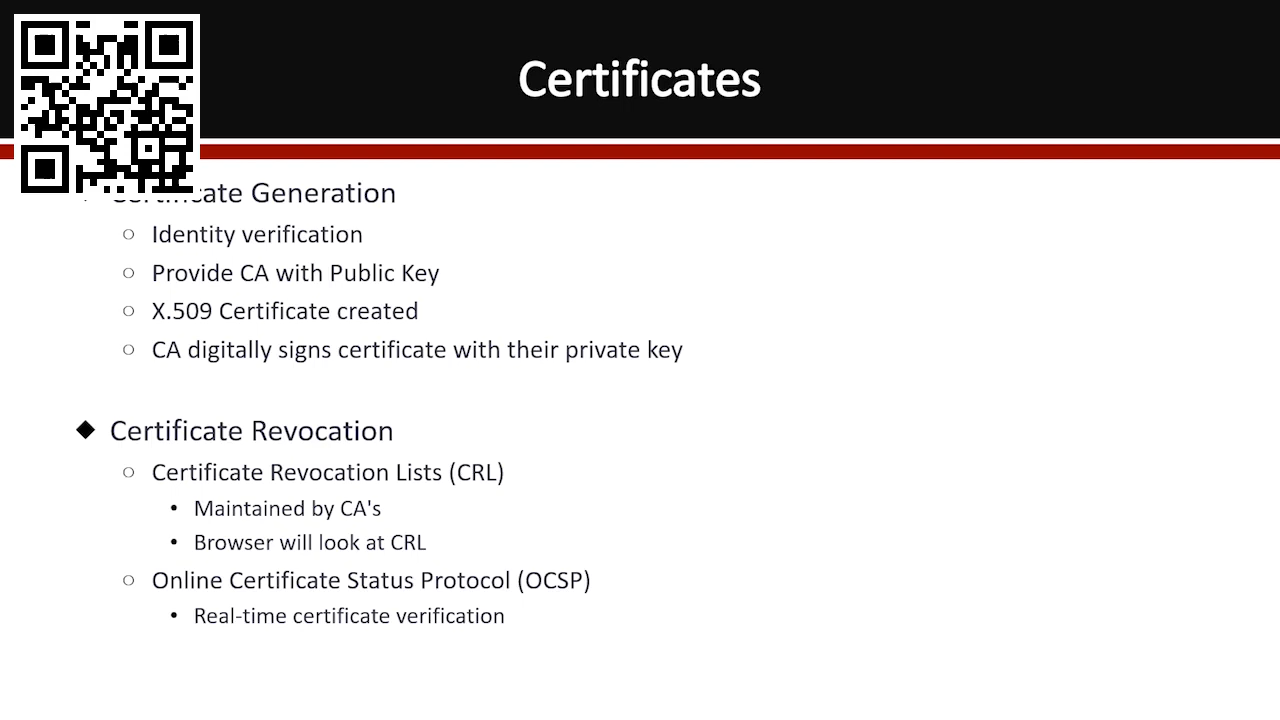 Certificates
Certificate Generation
Identity verification
Provide CA with Public Key
X.509 Certificate created
CA digitally signs certificate with their private key
Certificate Revocation
Certificate Revocation Lists (CRL)
Maintained by CA's
Browser will look at CRL
Online Certificate Status Protocol (OCSP)
Real-time certificate verification